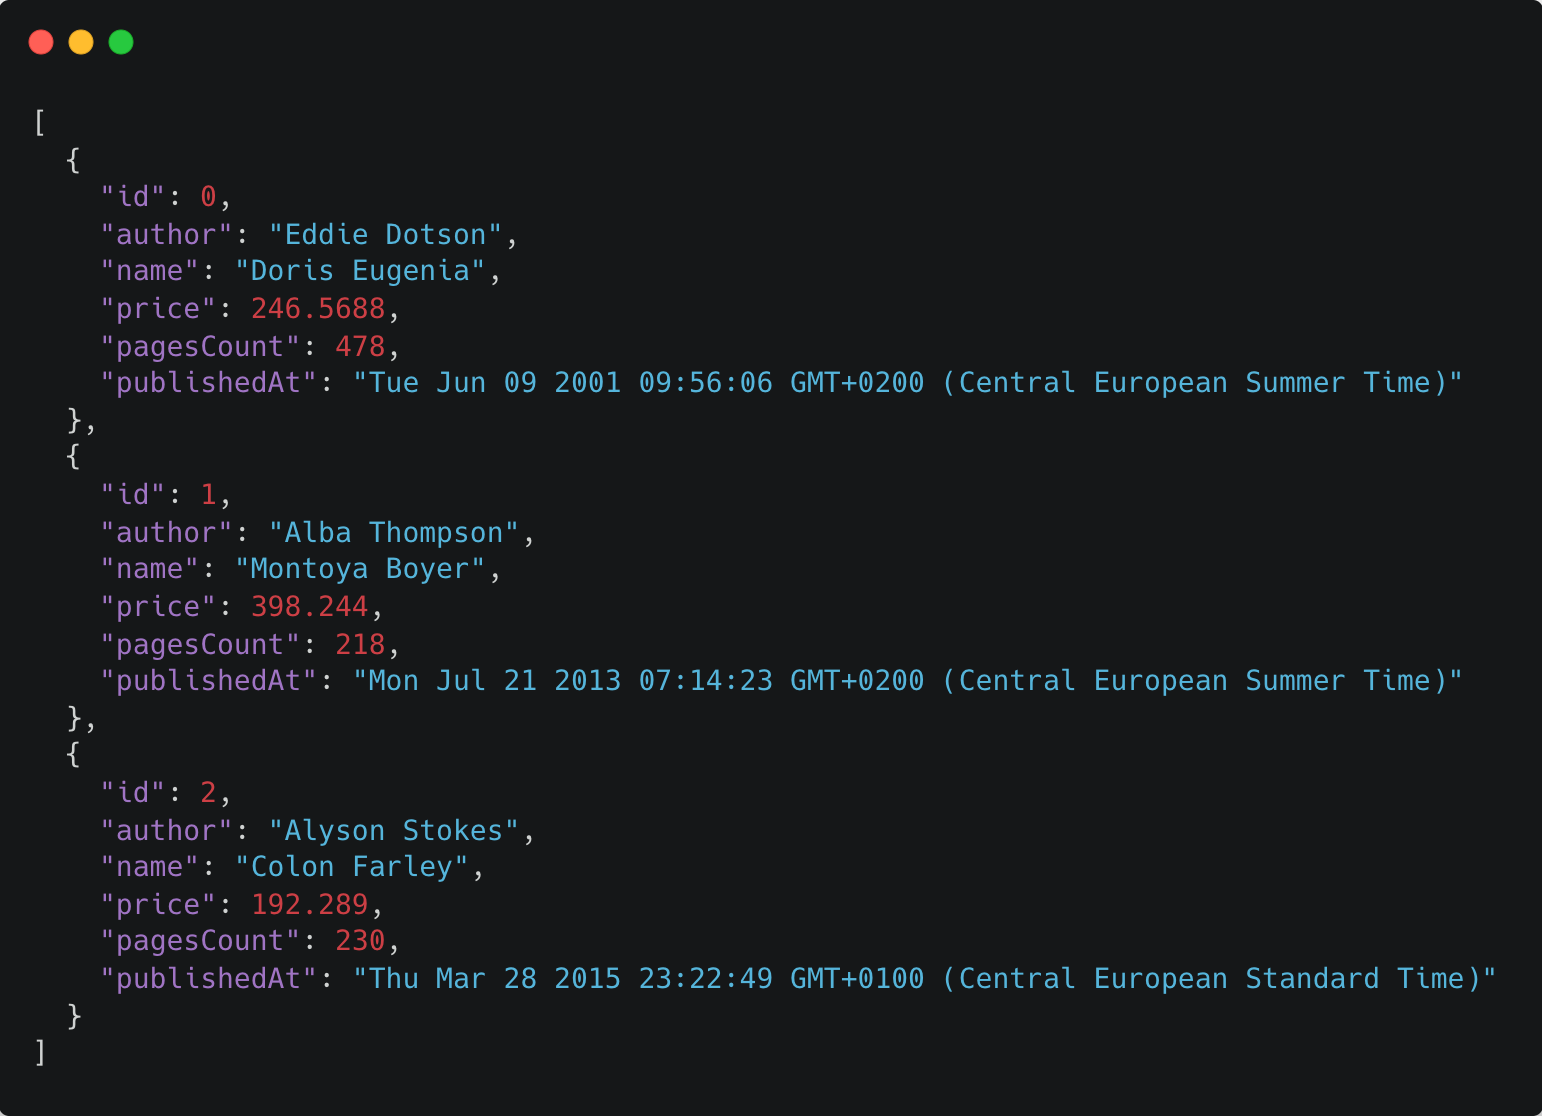 [
  {
    "id": 0,
    "author": "Eddie Dotson",
    "name": "Doris Eugenia",
    "price": 246.5688,
    "pagesCount": 478,
    "publishedAt": "Tue Jun 09 2001 09:56:06 GMT+0200 (Central European Summer Time)"
  },
  {
    "id": 1,
    "author": "Alba Thompson",
    "name": "Montoya Boyer",
    "price": 398.244,
    "pagesCount": 218,
    "publishedAt": "Mon Jul 21 2013 07:14:23 GMT+0200 (Central European Summer Time)"
  },
  {
    "id": 2,
    "author": "Alyson Stokes",
    "name": "Colon Farley",
    "price": 192.289,
    "pagesCount": 230,
    "publishedAt": "Thu Mar 28 2015 23:22:49 GMT+0100 (Central European Standard Time)"
  }
]